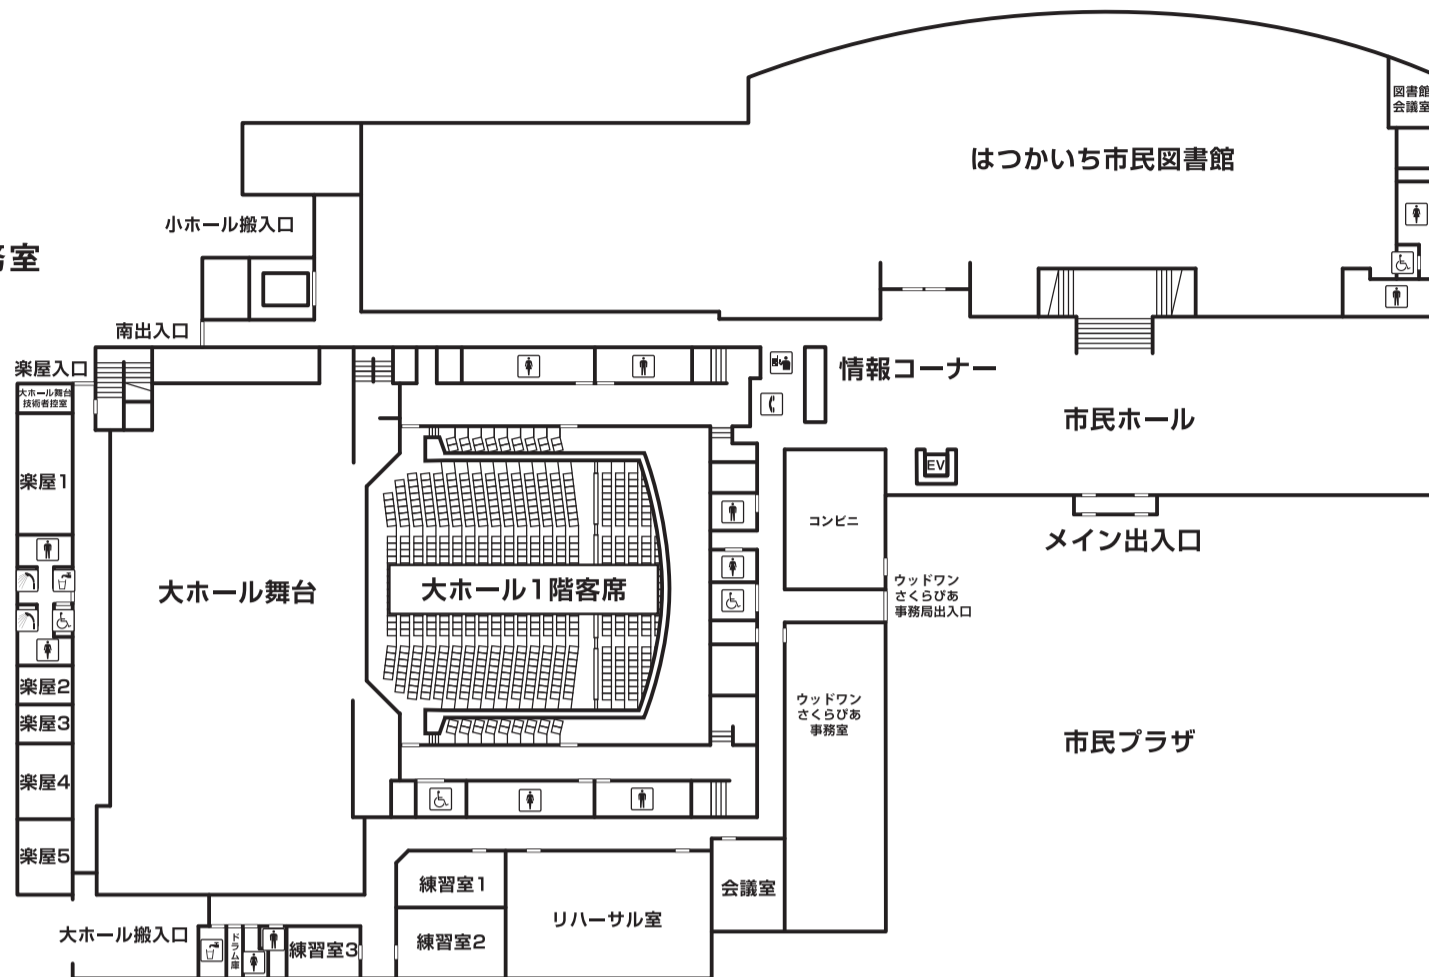 図書館
会議室
はつかいち市民図書館
小ホール搬入口
室
南出入口
楽屋入口
大ホール舞台
技術者控室
情報コーナー
市民ホール
楽屋1
EV
コンビニ
メイン出入口
大ホール舞台
大ホール1階客席
ウッドワン
さくらぴあ
事務局出入口
楽屋2
楽屋3
ウッドワン
さくらぴあ
事務室
市民プラザ
楽屋4
楽屋5
練習室1
会議室
リハーサル室
大ホール搬入口
ドラム庫
練習室3
練習室2